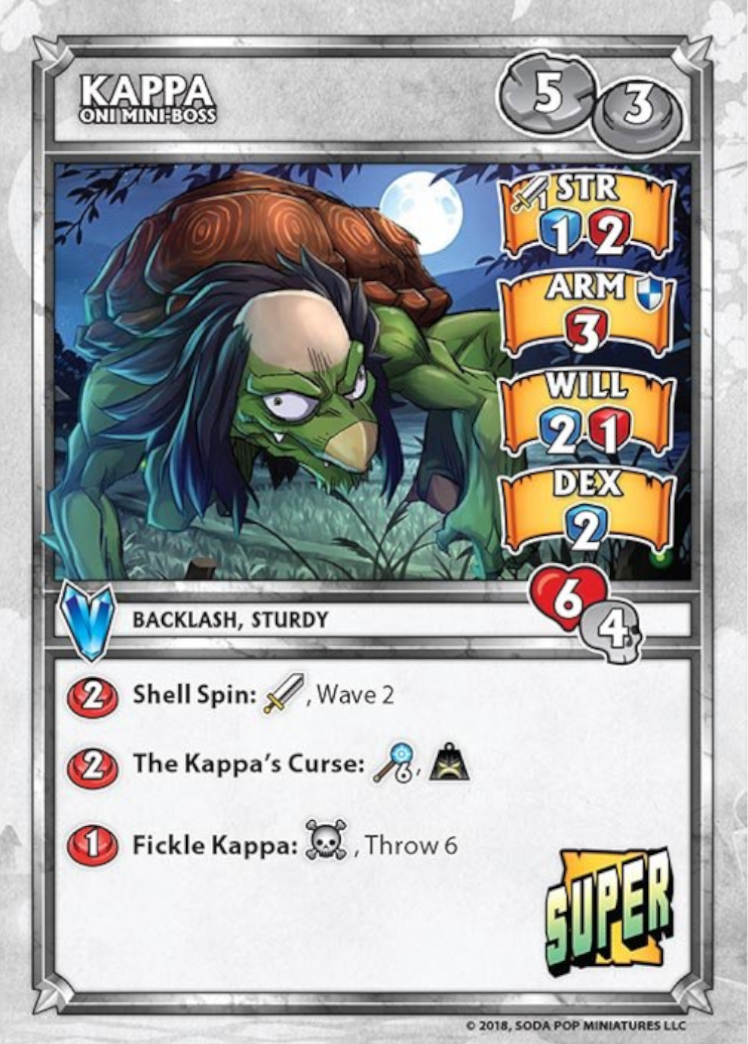 KAPPA
ONI MINI-BOSS
5 3
STR
1 1 2
ARM
3
WILL
2 1
DEX
2
6
4
BACKLASH, STURDY
2 Shell Spin: , Wave 2
2 The Kappa's Curse: 6,
1 Fickle Kappa: , Throw 6
SUPER
© 2018, SODA POP MINIATURES LLC